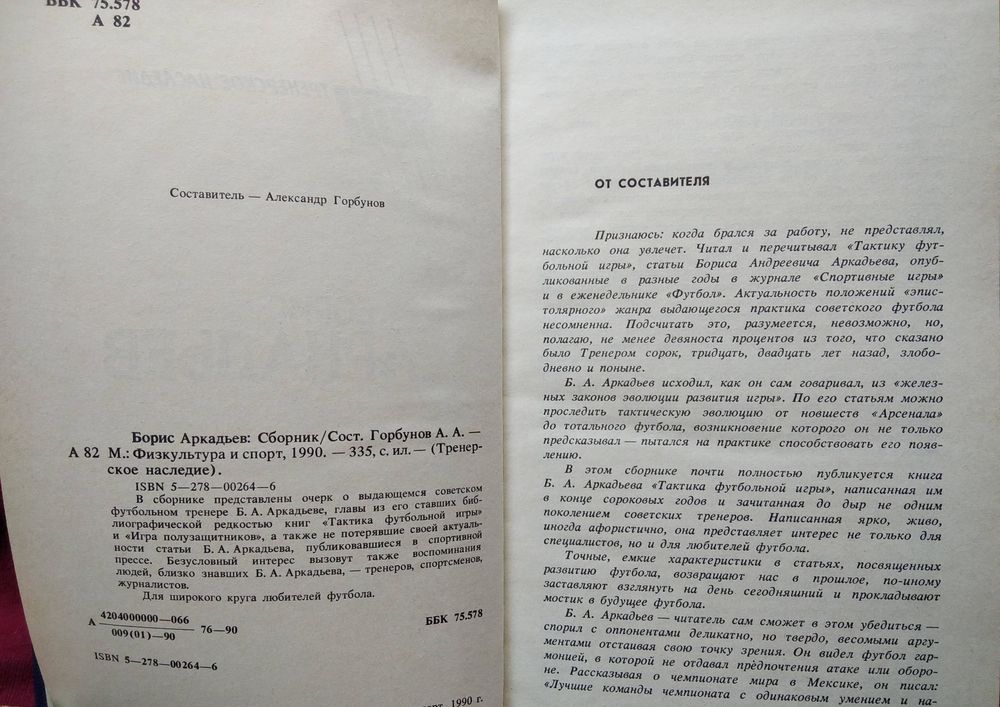 ББК 75.578
А 82
Составитель — Александр Горбунов
Борис Аркадьев: Сборник/Сост. Горбунов А. А. —
А 82 М.: Физкультура и спорт, 1990. — 335, с. ил. — (Тренер-
ское наследие).
ISBN 5—278—00264—6
В сборнике представлены очерк о выдающемся советском
футбольном тренере Б. А. Аркадьеве, главы из его ставших биб-
лиографической редкостью книг «Тактика футбольной игры»
и «Игра полузащитников», а также не потерявшие своей актуаль-
ности статьи Б. А. Аркадьева, публиковавшиеся в спортивной
прессе. Безусловный интерес вызовут также воспоминания
людей, близко знавших Б. А. Аркадьева, — тренеров, спортсменов,
журналистов.
Для широкого круга любителей футбола.
А 4204000000—066
009(01)—90
76—90
ББК 75.578
ISBN 5—278—00264—6
1990 г.
ОТ СОСТАВИТЕЛЯ
Признаюсь: когда брался за работу, не представлял,
насколько она увлечет. Читал и перечитывал «Тактику фут-
больной игры», статьи Бориса Андреевича Аркадьева, опуб-
ликованные в разные годы в журнале «Спортивные игры»
и в еженедельнике «Футбол». Актуальность положений «эпис-
толярного» жанра выдающегося практика советского футбола
несомненна. Подсчитать это, разумеется, невозможно, но,
полагаю, не менее девяноста процентов из того, что сказано
было Тренером сорок, тридцать, двадцать лет назад, злобо-
дневно и поныне.
Б. А. Аркадьев исходил, как он сам говаривал, из «желез-
ных законов эволюции развития игры». По его статьям можно
проследить тактическую эволюцию от новшеств «Арсенала»
до тотального футбола, возникновение которого он не только
предсказывал — пытался на практике способствовать его появ-
лению.
В этом сборнике почти полностью публикуется книга
Б. А. Аркадьева «Тактика футбольной игры», написанная им
в конце сороковых годов и зачитанная до дыр не одним
поколением советских тренеров. Написанная ярко, живо,
иногда афористично, она представляет интерес не только для
специалистов, но и для любителей футбола.
Точные, емкие характеристики в статьях, посвященных
развитию футбола, возвращают нас в прошлое, по-иному
заставляют взглянуть на день сегодняшний и прокладывают
мостик в будущее футбола.
Б. А. Аркадьев — читатель сам сможет в этом убедиться —
спорил с оппонентами деликатно, но твердо, весомыми аргу-
ментами отстаивая свою точку зрения. Он видел футбол гар-
монией, в которой не отдавал предпочтения атаке или оборо-
не. Рассказывая о чемпионате мира в Мексике, он писал:
«Лучшие команды чемпионата с одинаковым умением и на-